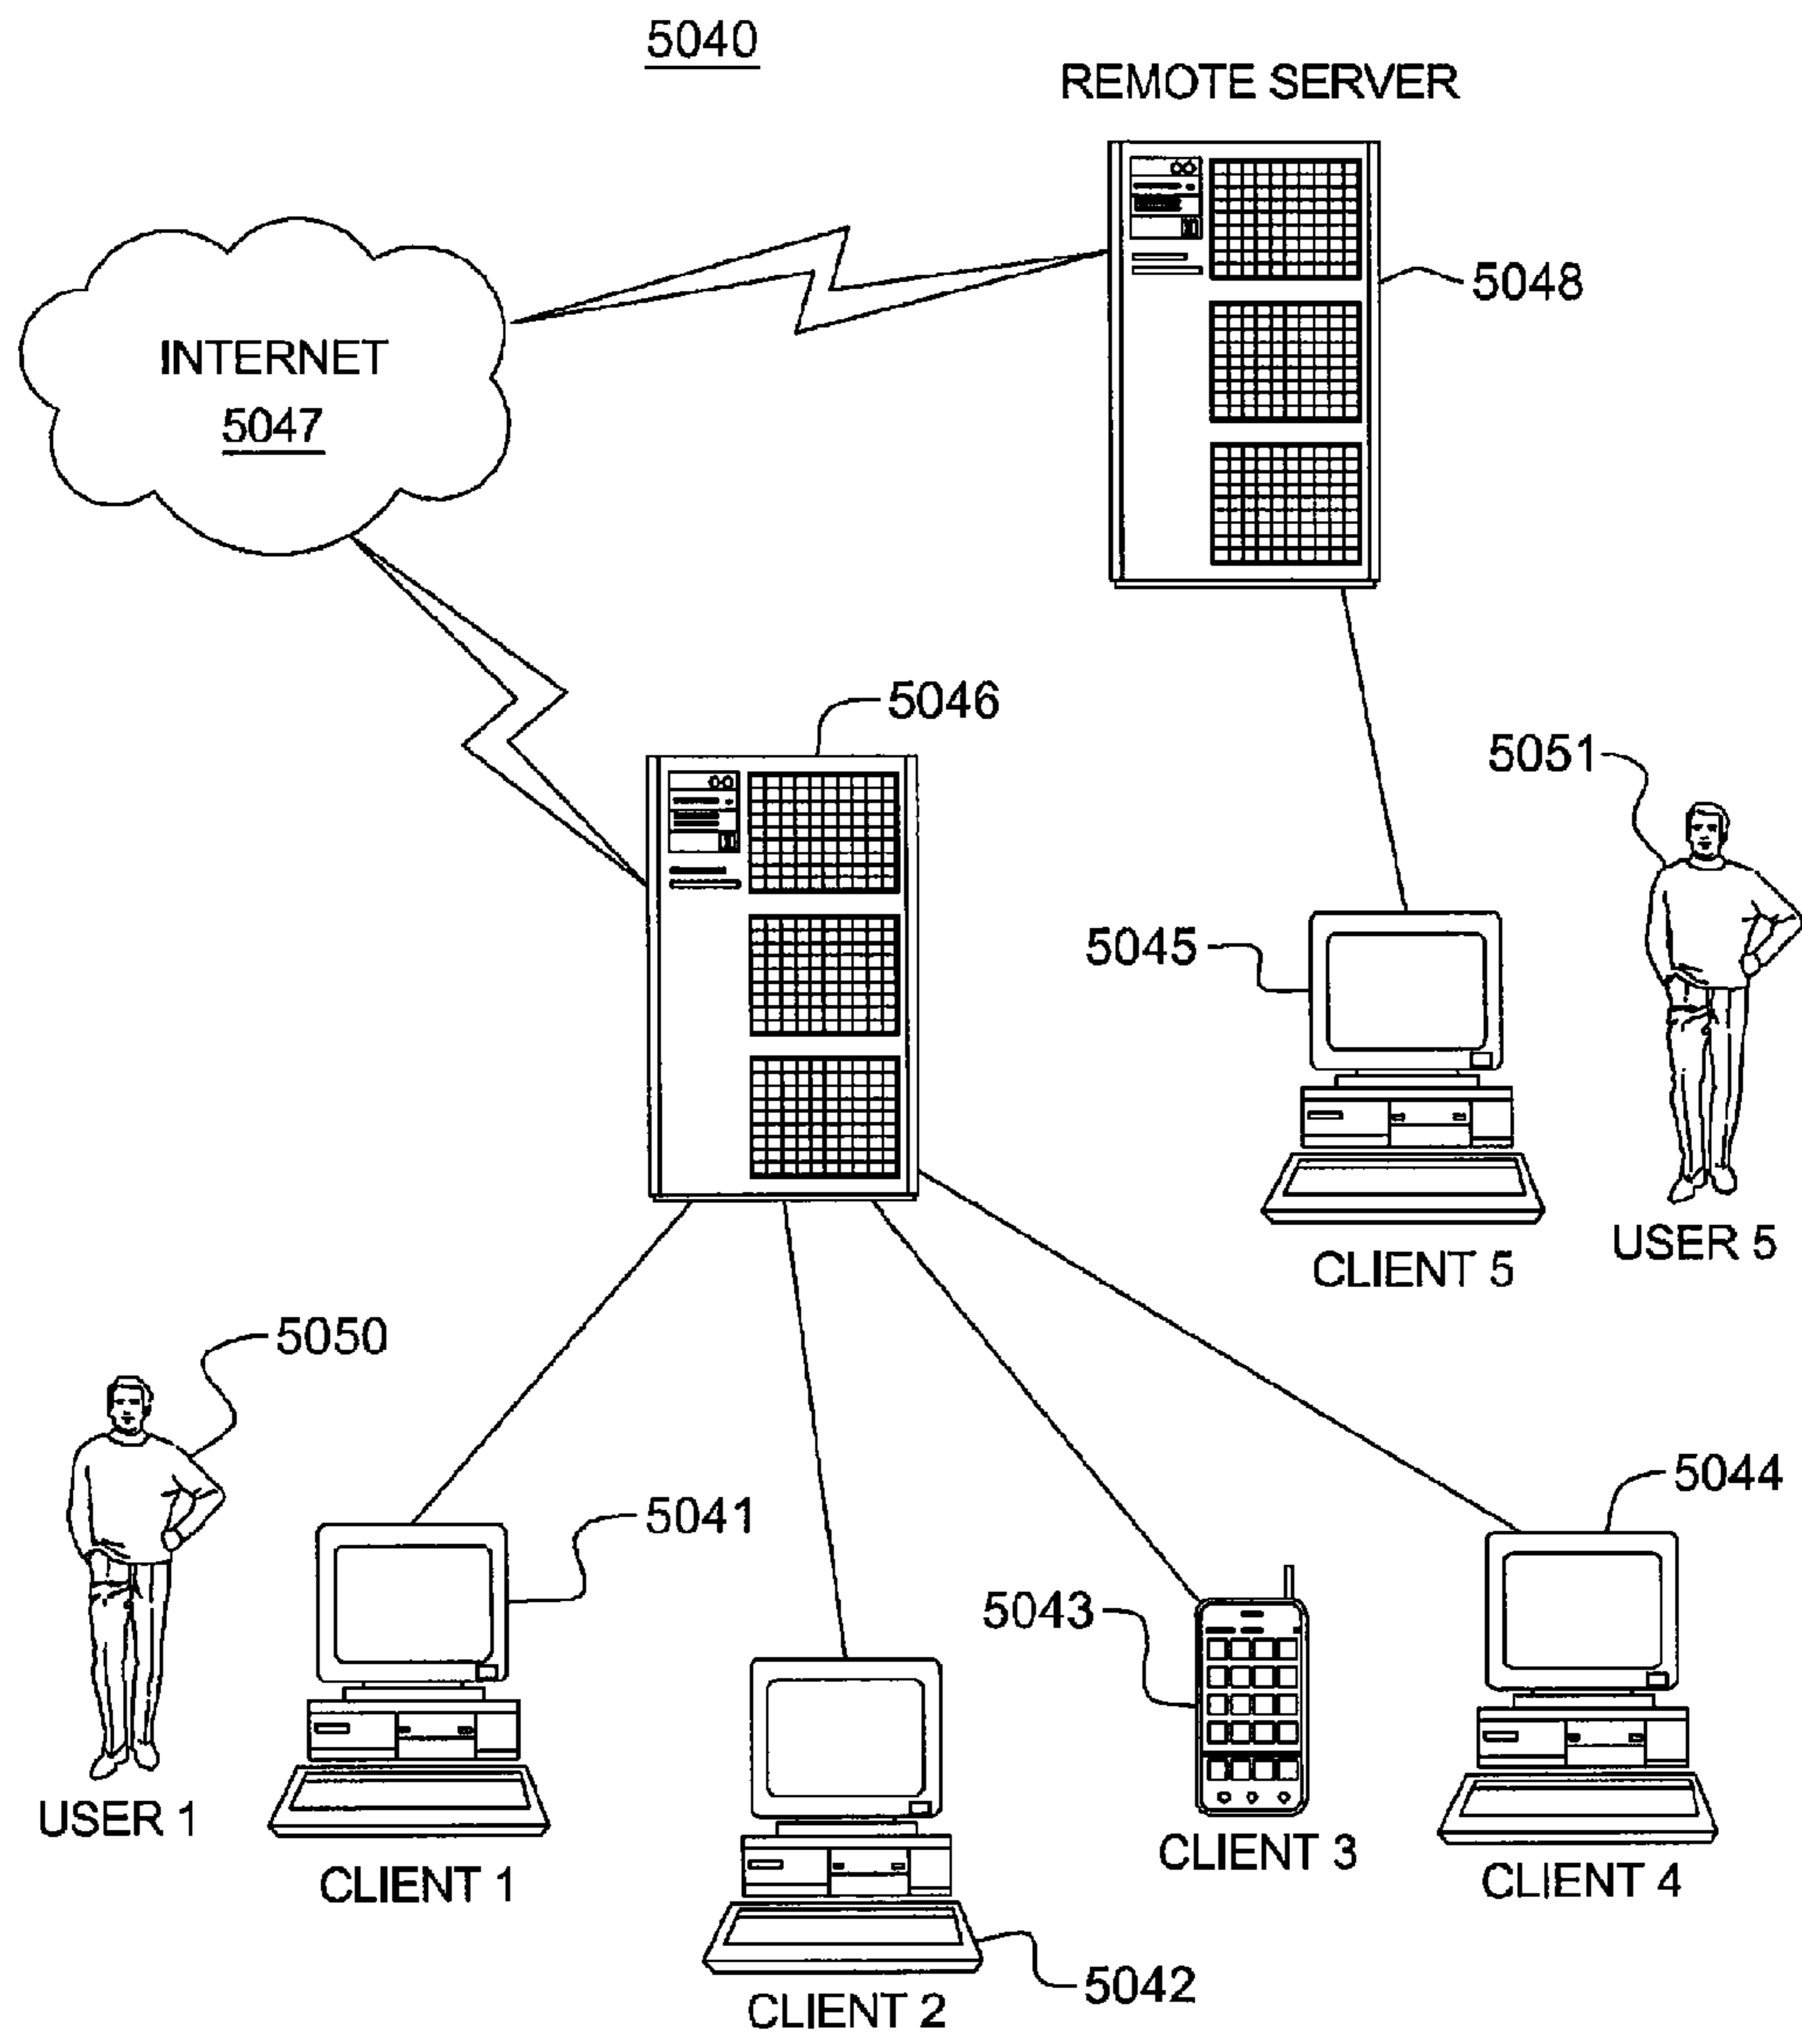 5040
REMOTE SERVER
5048
INTERNET
5047
5046
5051
5045
USER 5
CLIENT 5
5050
5044
5041
5043
USER 1
CLIENT 3
CLIENT 1
CLIENT 4
5042
CLIENT 2